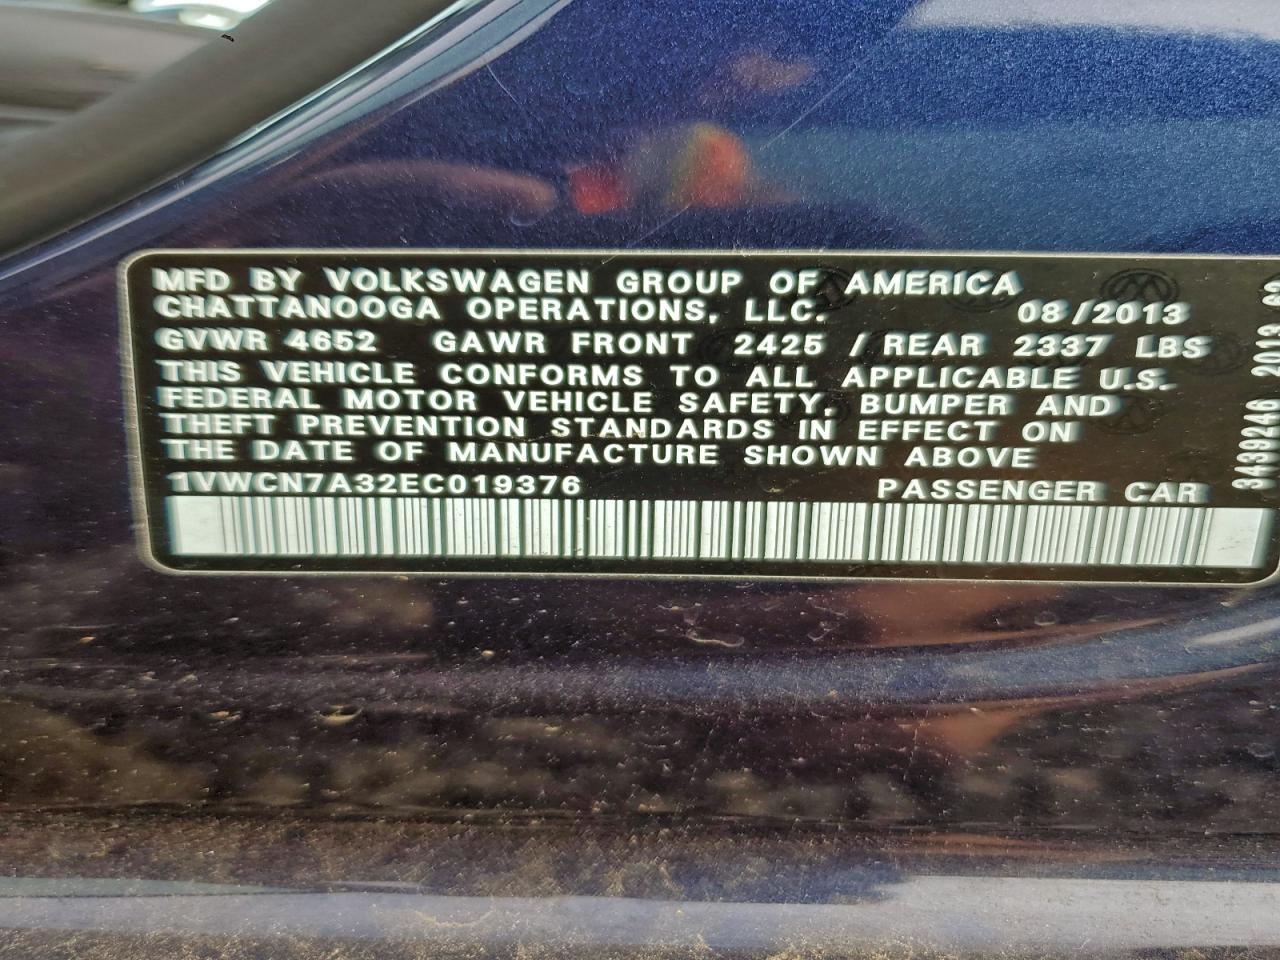 MFD BY VOLKSWAGEN GROUP OF AMERICA
CHATTANOOGA OPERATIONS, LLC. 08/2013
GVWR 4652 GAWR FRONT 2425 / REAR 2337 LBS
THIS VEHICLE CONFORMS TO ALL APPLICABLE U.S.
FEDERAL MOTOR VEHICLE SAFETY, BUMPER AND
THEFT PREVENTION STANDARDS IN EFFECT ON
THE DATE OF MANUFACTURE SHOWN ABOVE
1VWCN7A32EC019376 PASSENGER CAR
3439246 2013